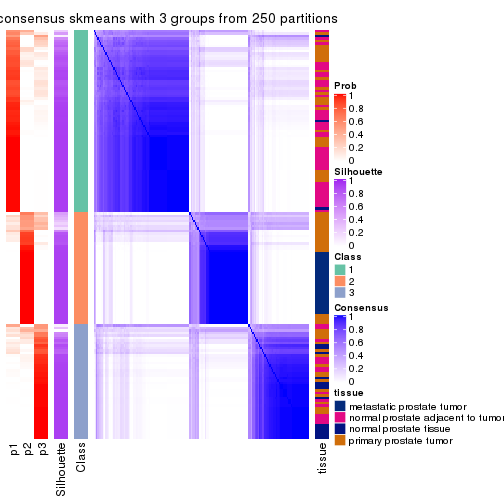 consensus skmeans with 3 groups from 250 partitions
Prob
1
0.8
0.6
0.4
0.2
0
Silhouette
1
0.8
0.6
0.4
0.2
0
Class
1
2
3
Consensus
1
0.8
0.6
0.4
0.2
0
tissue
metastatic prostate tumor
normal prostate adjacent to tumor
normal prostate tissue
primary prostate tumor
p1
p2
p3
Silhouette
Class
tissue